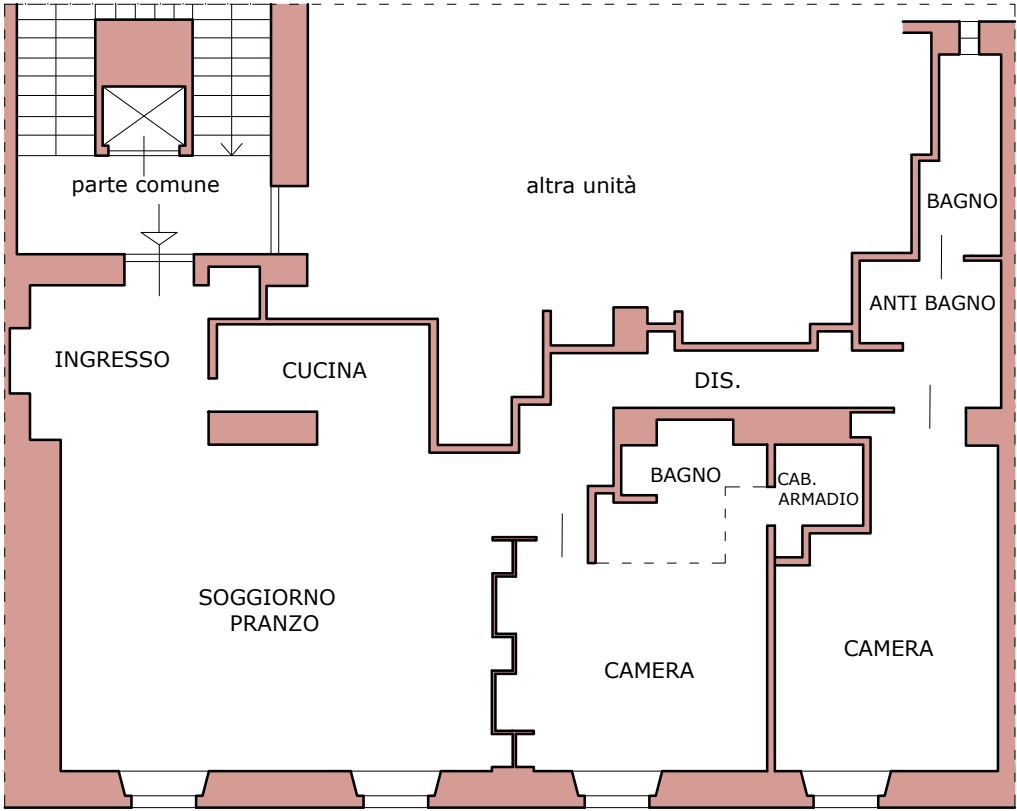 parte comune
altra unità
BAGNO
ANTI BAGNO
INGRESSO
CUCINA
DIS.
BAGNO
CAB.
ARMADIO
SOGGIORNO
PRANZO
CAMERA
CAMERA